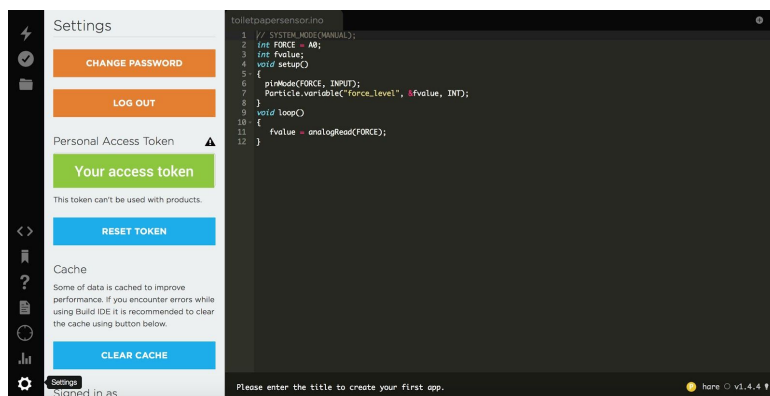 Settings
CHANGE PASSWORD
LOG OUT
Personal Access Token
Your access token
This token can't be used with products.
RESET TOKEN
Cache
Some of data is cached to improve
performance. If you encounter errors while
using Build IDE it is recommended to clear
the cache using button below.
CLEAR CACHE
Settings
Signed in as
toiletpapersensor.ino
1 // SYSTEM_MODE(MANUAL);
2 int FORCE = A0;
3 int fvalue;
4 void setup()
5 {
6 pinMode(FORCE, INPUT);
7 Particle.variable("force_level", &fvalue, INT);
8 }
9 void loop()
10 {
11 fvalue = analogRead(FORCE);
12 }
Please enter the title to create your first app.
hare v1.4.4